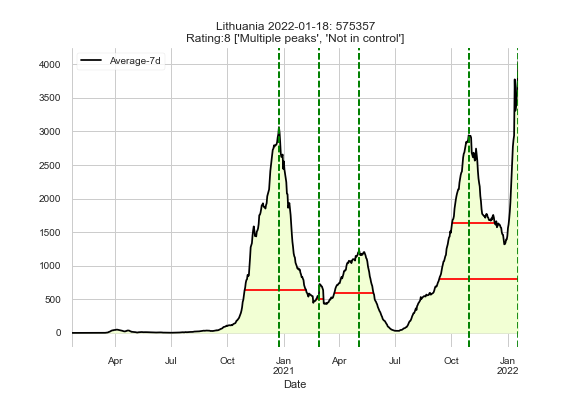 Lithuania 2022-01-18: 575357
Rating:8 ['Multiple peaks', 'Not in control']
Average-7d
4000
3500
3000
2500
2000
1500
1000
500
0
Apr
Jul
Oct
Jan
2021
Apr
Jul
Oct
Jan
2022
Date